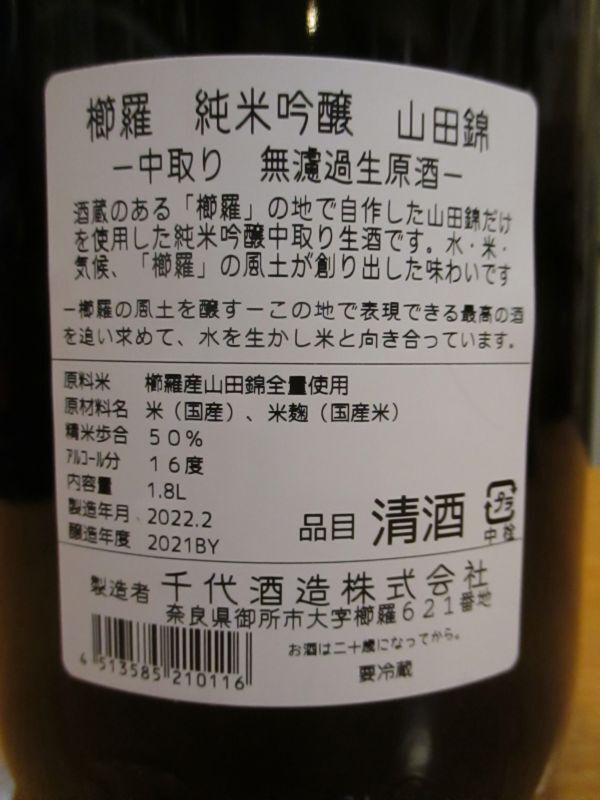 櫛羅 純米吟醸 山田錦
－中取り 無濾過生原酒－
酒蔵のある「櫛羅」の地で自作した山田錦だけ
を使用した純米吟醸中取り生酒です。水・米・
気候、「櫛羅」の風土が創り出した味わいです
－櫛羅の風土を醸す－この地で表現できる最高の酒
を追い求めて、水を生かし米と向き合っています。
原料米 櫛羅産山田錦全量使用
原材料名 米（国産）、米麹（国産米）
精米歩合 50％
アルコール分 16度
内容量 1.8L
製造年月 2022.2
醸造年度 2021BY
品目 清酒
プラ
中栓
製造者 千代酒造株式会社
奈良県御所市大字櫛羅621番地
お酒は二十歳になってから。
要冷蔵
4 513585 210116